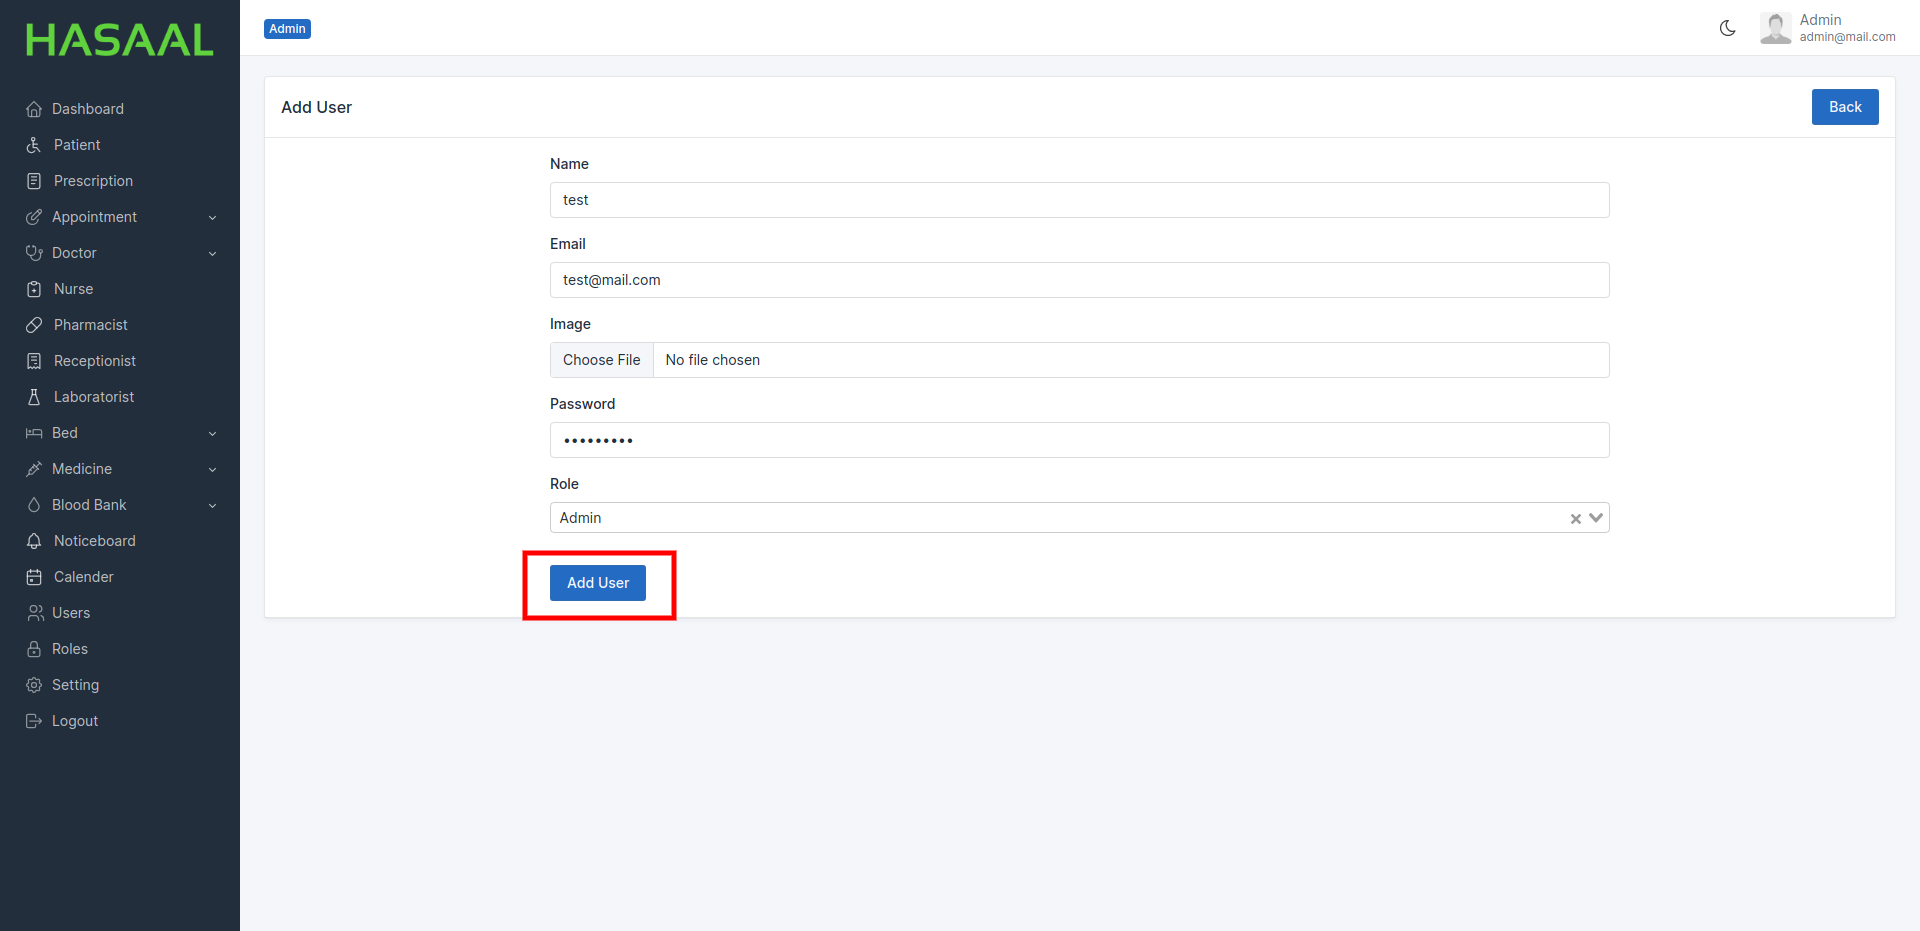 HASAAL
Dashboard
Patient
Prescription
Appointment
Doctor
Nurse
Pharmacist
Receptionist
Laboratorist
Bed
Medicine
Blood Bank
Noticeboard
Calender
Users
Roles
Setting
Logout
Admin
Admin
admin@mail.com
Add User
Back
Name
test
Email
test@mail.com
Image
Choose File No file chosen
Password
•••••••••
Role
Admin
Add User